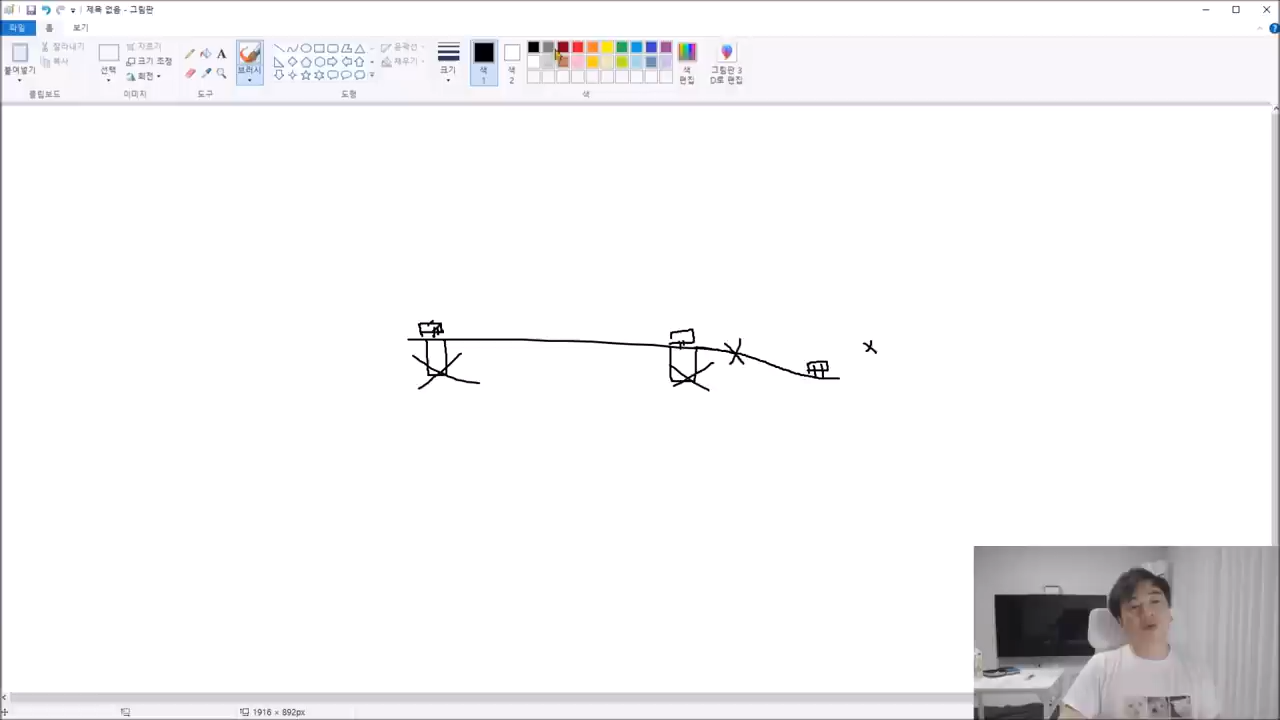 제목 없음 - 그림판
파일 홈 보기
붙여넣기
잘라내기
복사
클립보드
선택
자르기
크기 조정
회전
이미지
A
도구
브러시
윤곽선
채우기
도형
크기
색 1
색 2
색 편집
색
그림판 3D로 편집
1916 × 892px